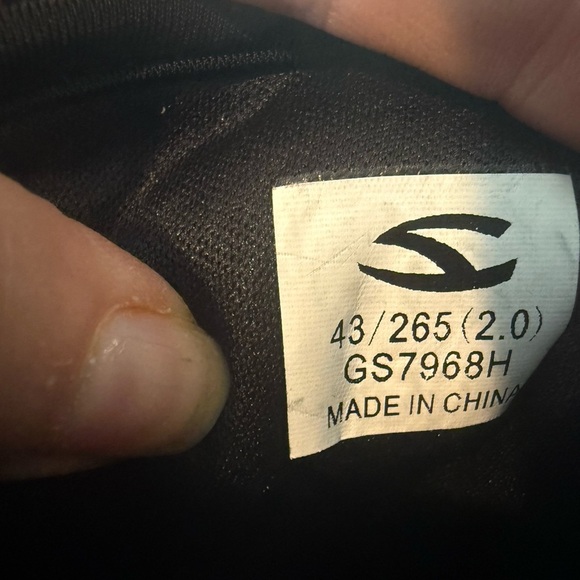 43/265(2.0)
GS7968H
MADE IN CHINA